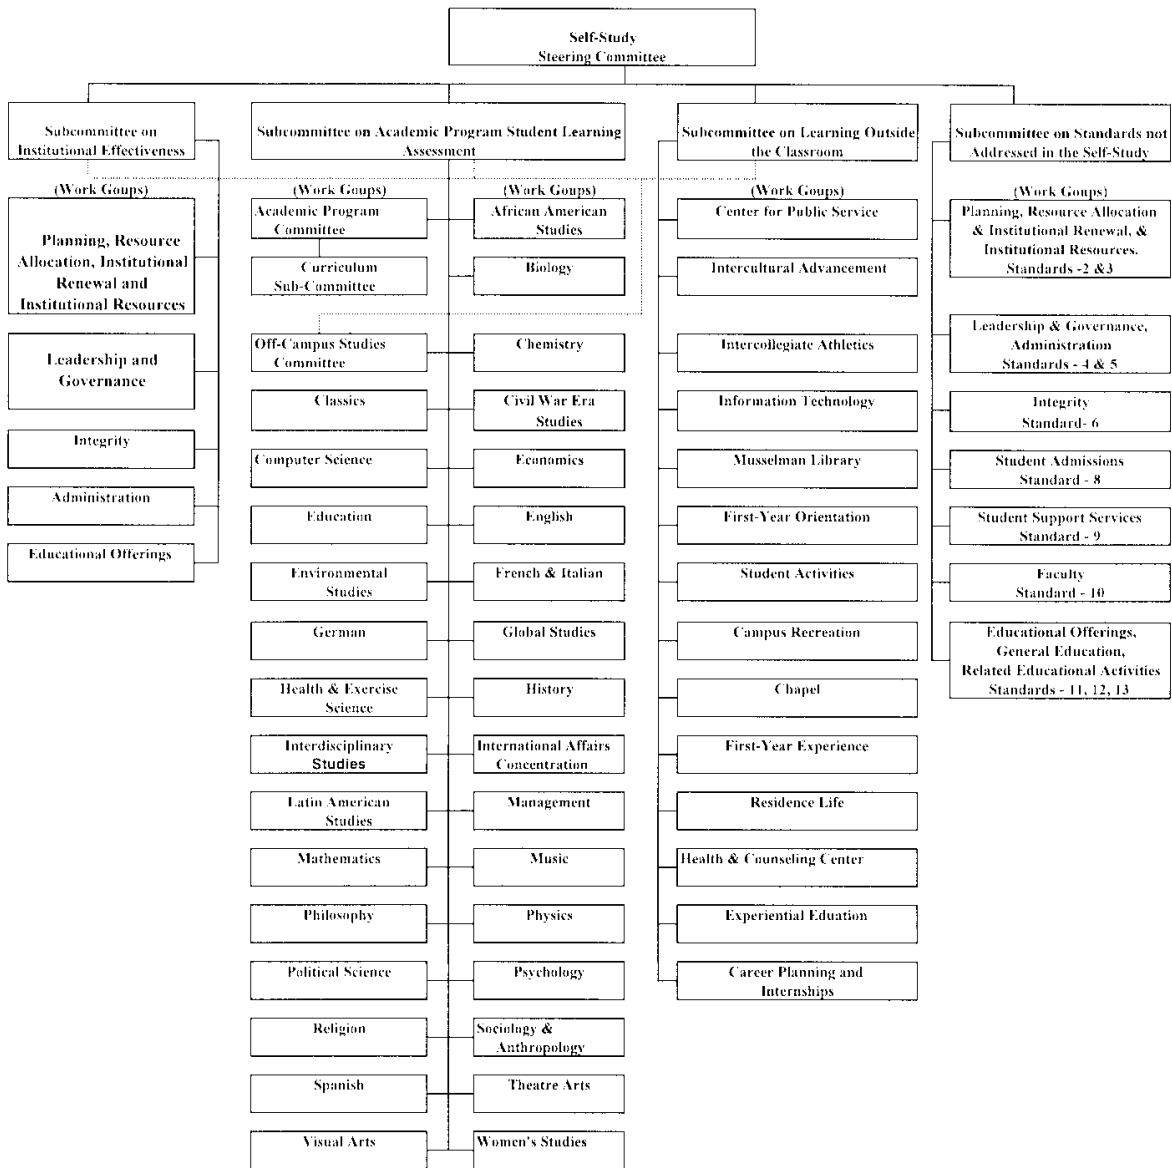 Self-Study
Steering Committee
Subcommittee on
Institutional Effectiveness
(Work Goups)
Planning, Resource
Allocation, Institutional
Renewal and
Institutional Resources
Leadership and
Governance
Integrity
Administration
Educational Offerings
Subcommittee on Academic Program Student Learning
Assessment
(Work Goups)
Academic Program
Committee
Curriculum
Sub-Committee
Off-Campus Studies
Committee
Classics
Computer Science
Education
Environmental
Studies
German
Health & Exercise
Science
Interdisciplinary
Studies
Latin American
Studies
Mathematics
Philosophy
Political Science
Religion
Spanish
Visual Arts
(Work Goups)
African American
Studies
Biology
Chemistry
Civil War Era
Studies
Economics
English
French & Italian
Global Studies
History
International Affairs
Concentration
Management
Music
Physics
Psychology
Sociology &
Anthropology
Theatre Arts
Women's Studies
Subcommittee on Learning Outside
the Classroom
(Work Goups)
Center for Public Service
Intercultural Advancement
Intercollegiate Athletics
Information Technology
Musselman Library
First-Year Orientation
Student Activities
Campus Recreation
Chapel
First-Year Experience
Residence Life
Health & Counseling Center
Experiential Eduation
Career Planning and
Internships
Subcommittee on Standards not
Addressed in the Self-Study
(Work Goups)
Planning, Resource Allocation
& Institutional Renewal, &
Institutional Resources.
Standards -2 &3
Leadership & Governance,
Administration
Standards - 4 & 5
Integrity
Standard- 6
Student Admissions
Standard - 8
Student Support Services
Standard - 9
Faculty
Standard - 10
Educational Offerings,
General Education,
Related Educational Activities
Standards - 11, 12, 13